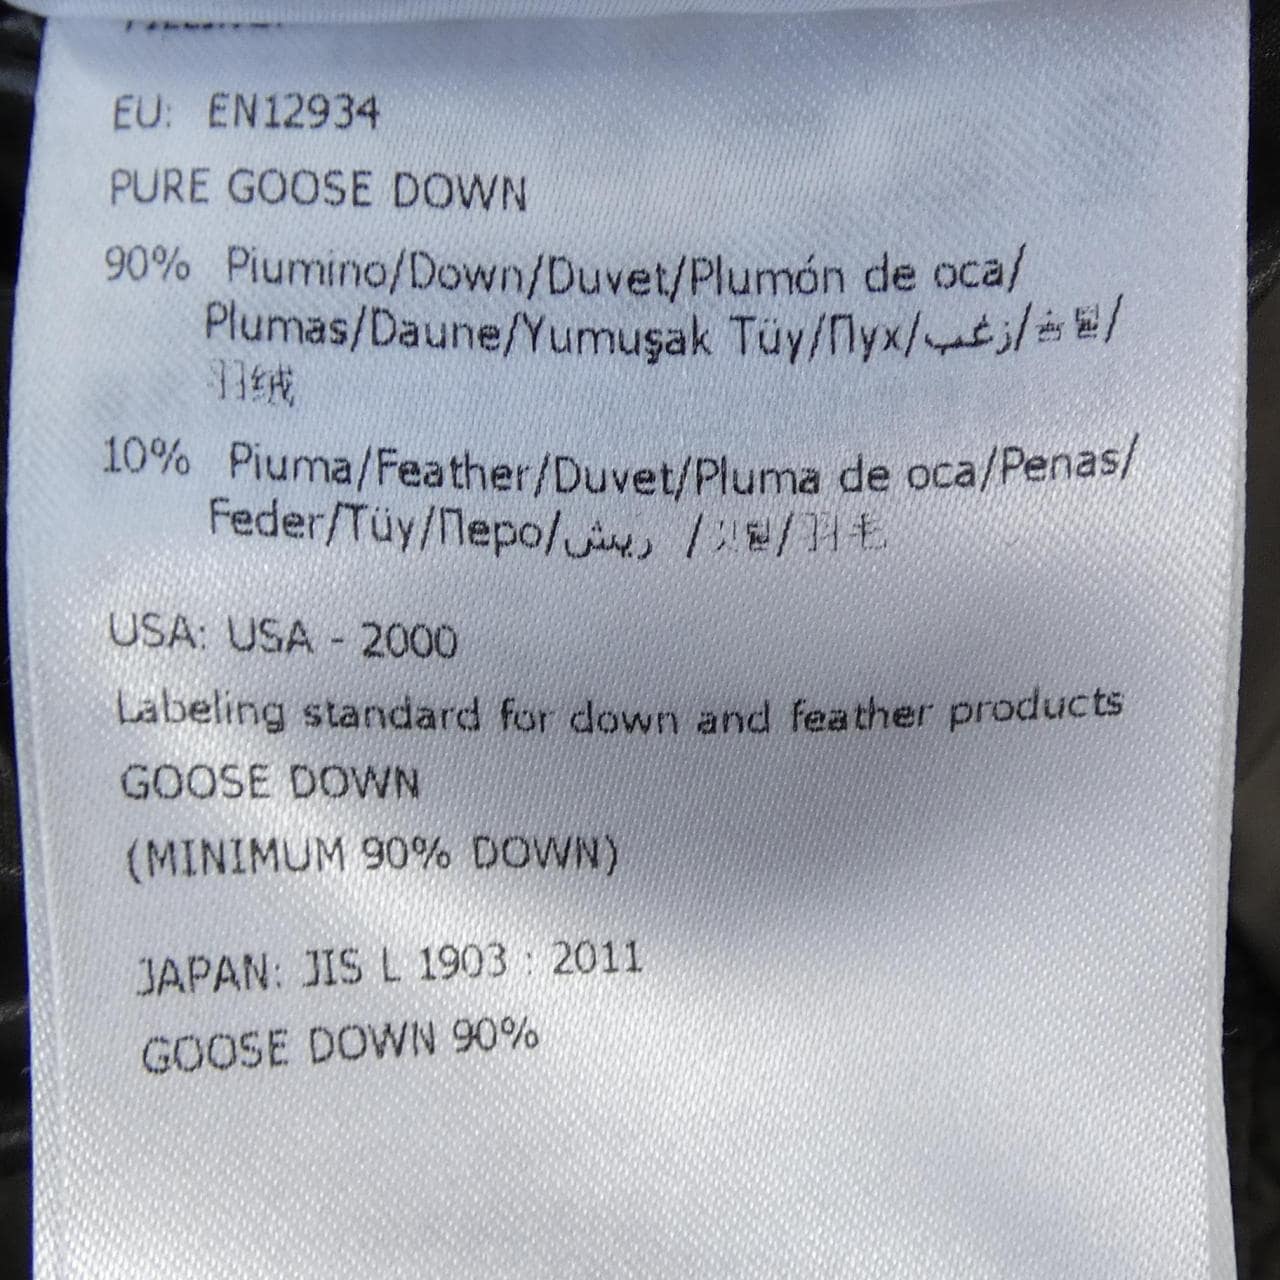 EU: EN12934
PURE GOOSE DOWN
90% Piumino/Down/Duvet/Plumón de oca/
Plumas/Daune/Yumuşak Tüy/Пух/زغب/솜털/
羽绒
10% Piuma/Feather/Duvet/Pluma de oca/Penas/
Feder/Tüy/Перо/ريش /깃털/羽毛
USA: USA - 2000
Labeling standard for down and feather products
GOOSE DOWN
(MINIMUM 90% DOWN)
JAPAN: JIS L 1903 : 2011
GOOSE DOWN 90%